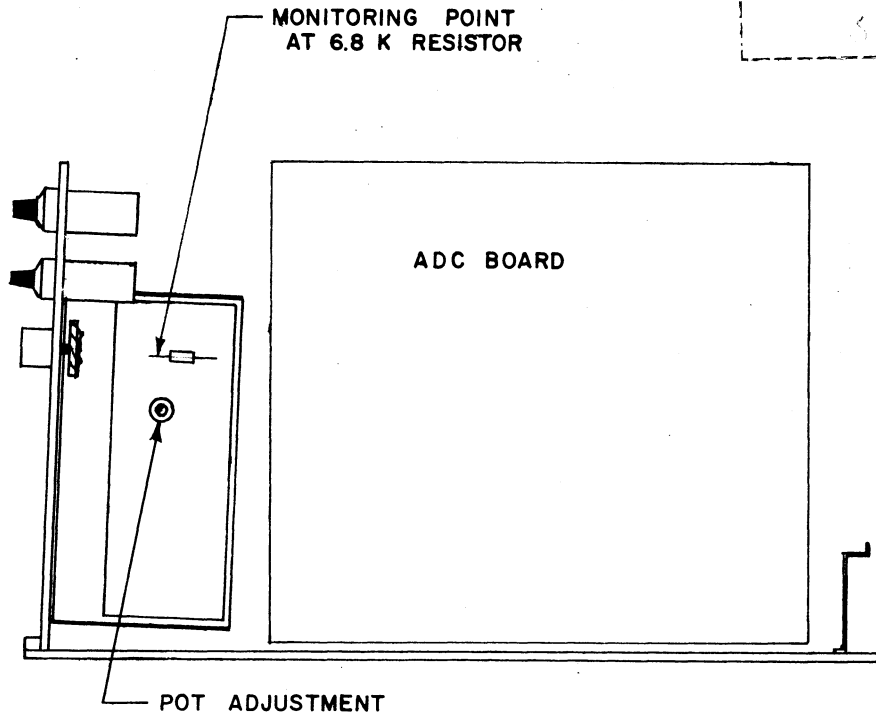 MONITORING POINT
AT 6.8 K RESISTOR
ADC BOARD
POT ADJUSTMENT